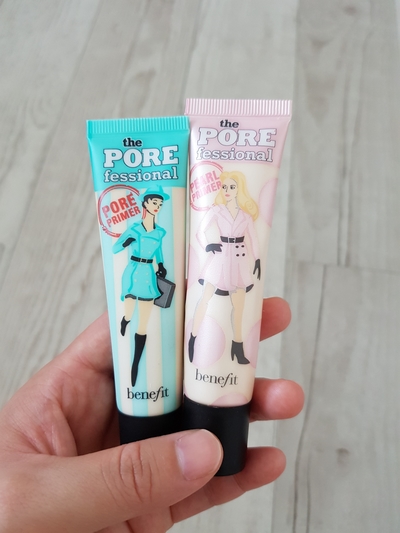 the
PORE
fessional
PORE
PRIMER
benefit
the
PORE
fessional
PEARL
PRIMER
benefit